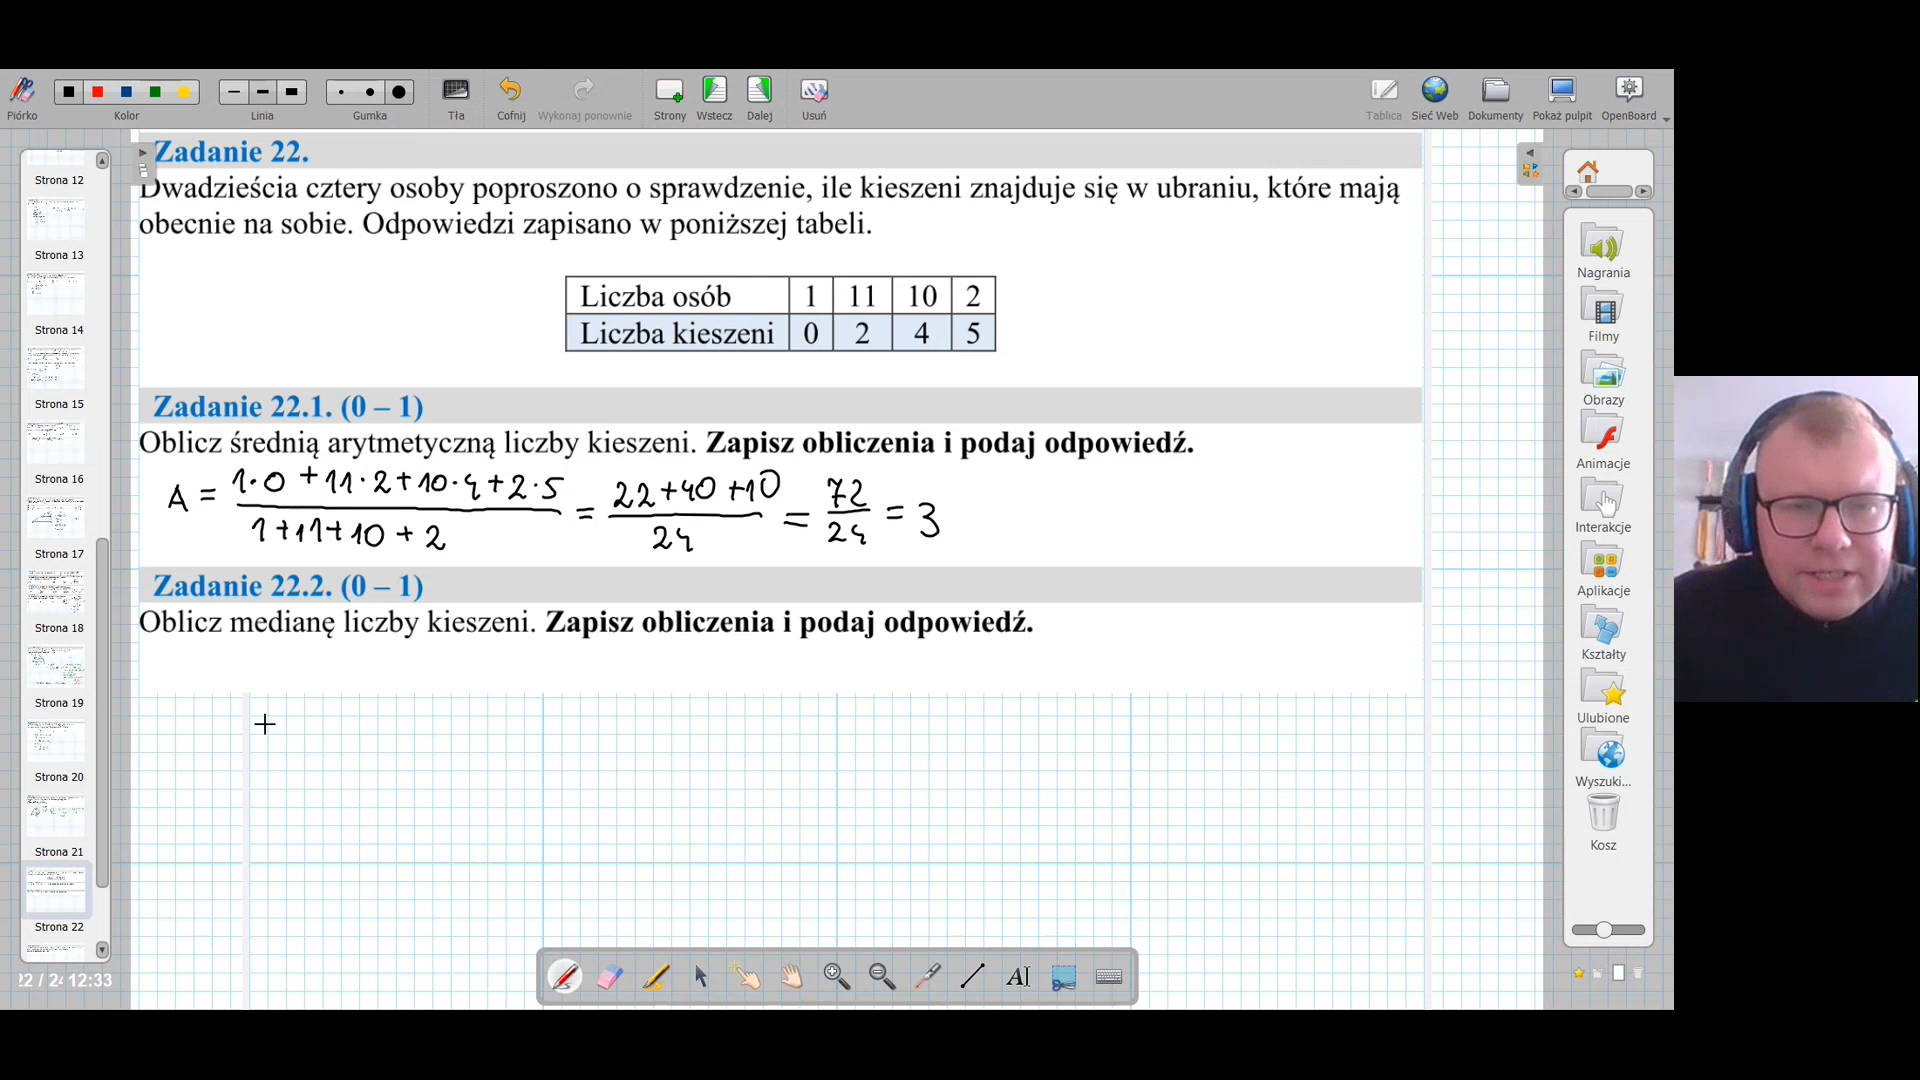 Piórko
Kolor
Linia
Gumka
Tła
Cofnij
Wykonaj ponownie
Strony
Wstecz
Dalej
Usuń
Tablica
Sieć Web
Dokumenty
Pokaż pulpit
OpenBoard
Strona 12
Strona 13
Strona 14
Strona 15
Strona 16
Strona 17
Strona 18
Strona 19
Strona 20
Strona 21
Strona 22
12:33
Zadanie 22.
Dwadzieścia cztery osoby poproszono o sprawdzenie, ile kieszeni znajduje się w ubraniu, które mają
obecnie na sobie. Odpowiedzi zapisano w poniższej tabeli.
Liczba osób 1 11 10 2
Liczba kieszeni 0 2 4 5
Zadanie 22.1. (0 – 1)
Oblicz średnią arytmetyczną liczby kieszeni. Zapisz obliczenia i podaj odpowiedź.
A = (1·0 + 11·2 + 10·4 + 2·5) / (1+11+10+2) = (22+40+10) / 24 = 72 / 24 = 3
Zadanie 22.2. (0 – 1)
Oblicz medianę liczby kieszeni. Zapisz obliczenia i podaj odpowiedź.
Nagrania
Filmy
Obrazy
Animacje
Interakcje
Aplikacje
Kształty
Ulubione
Wyszuki...
Kosz